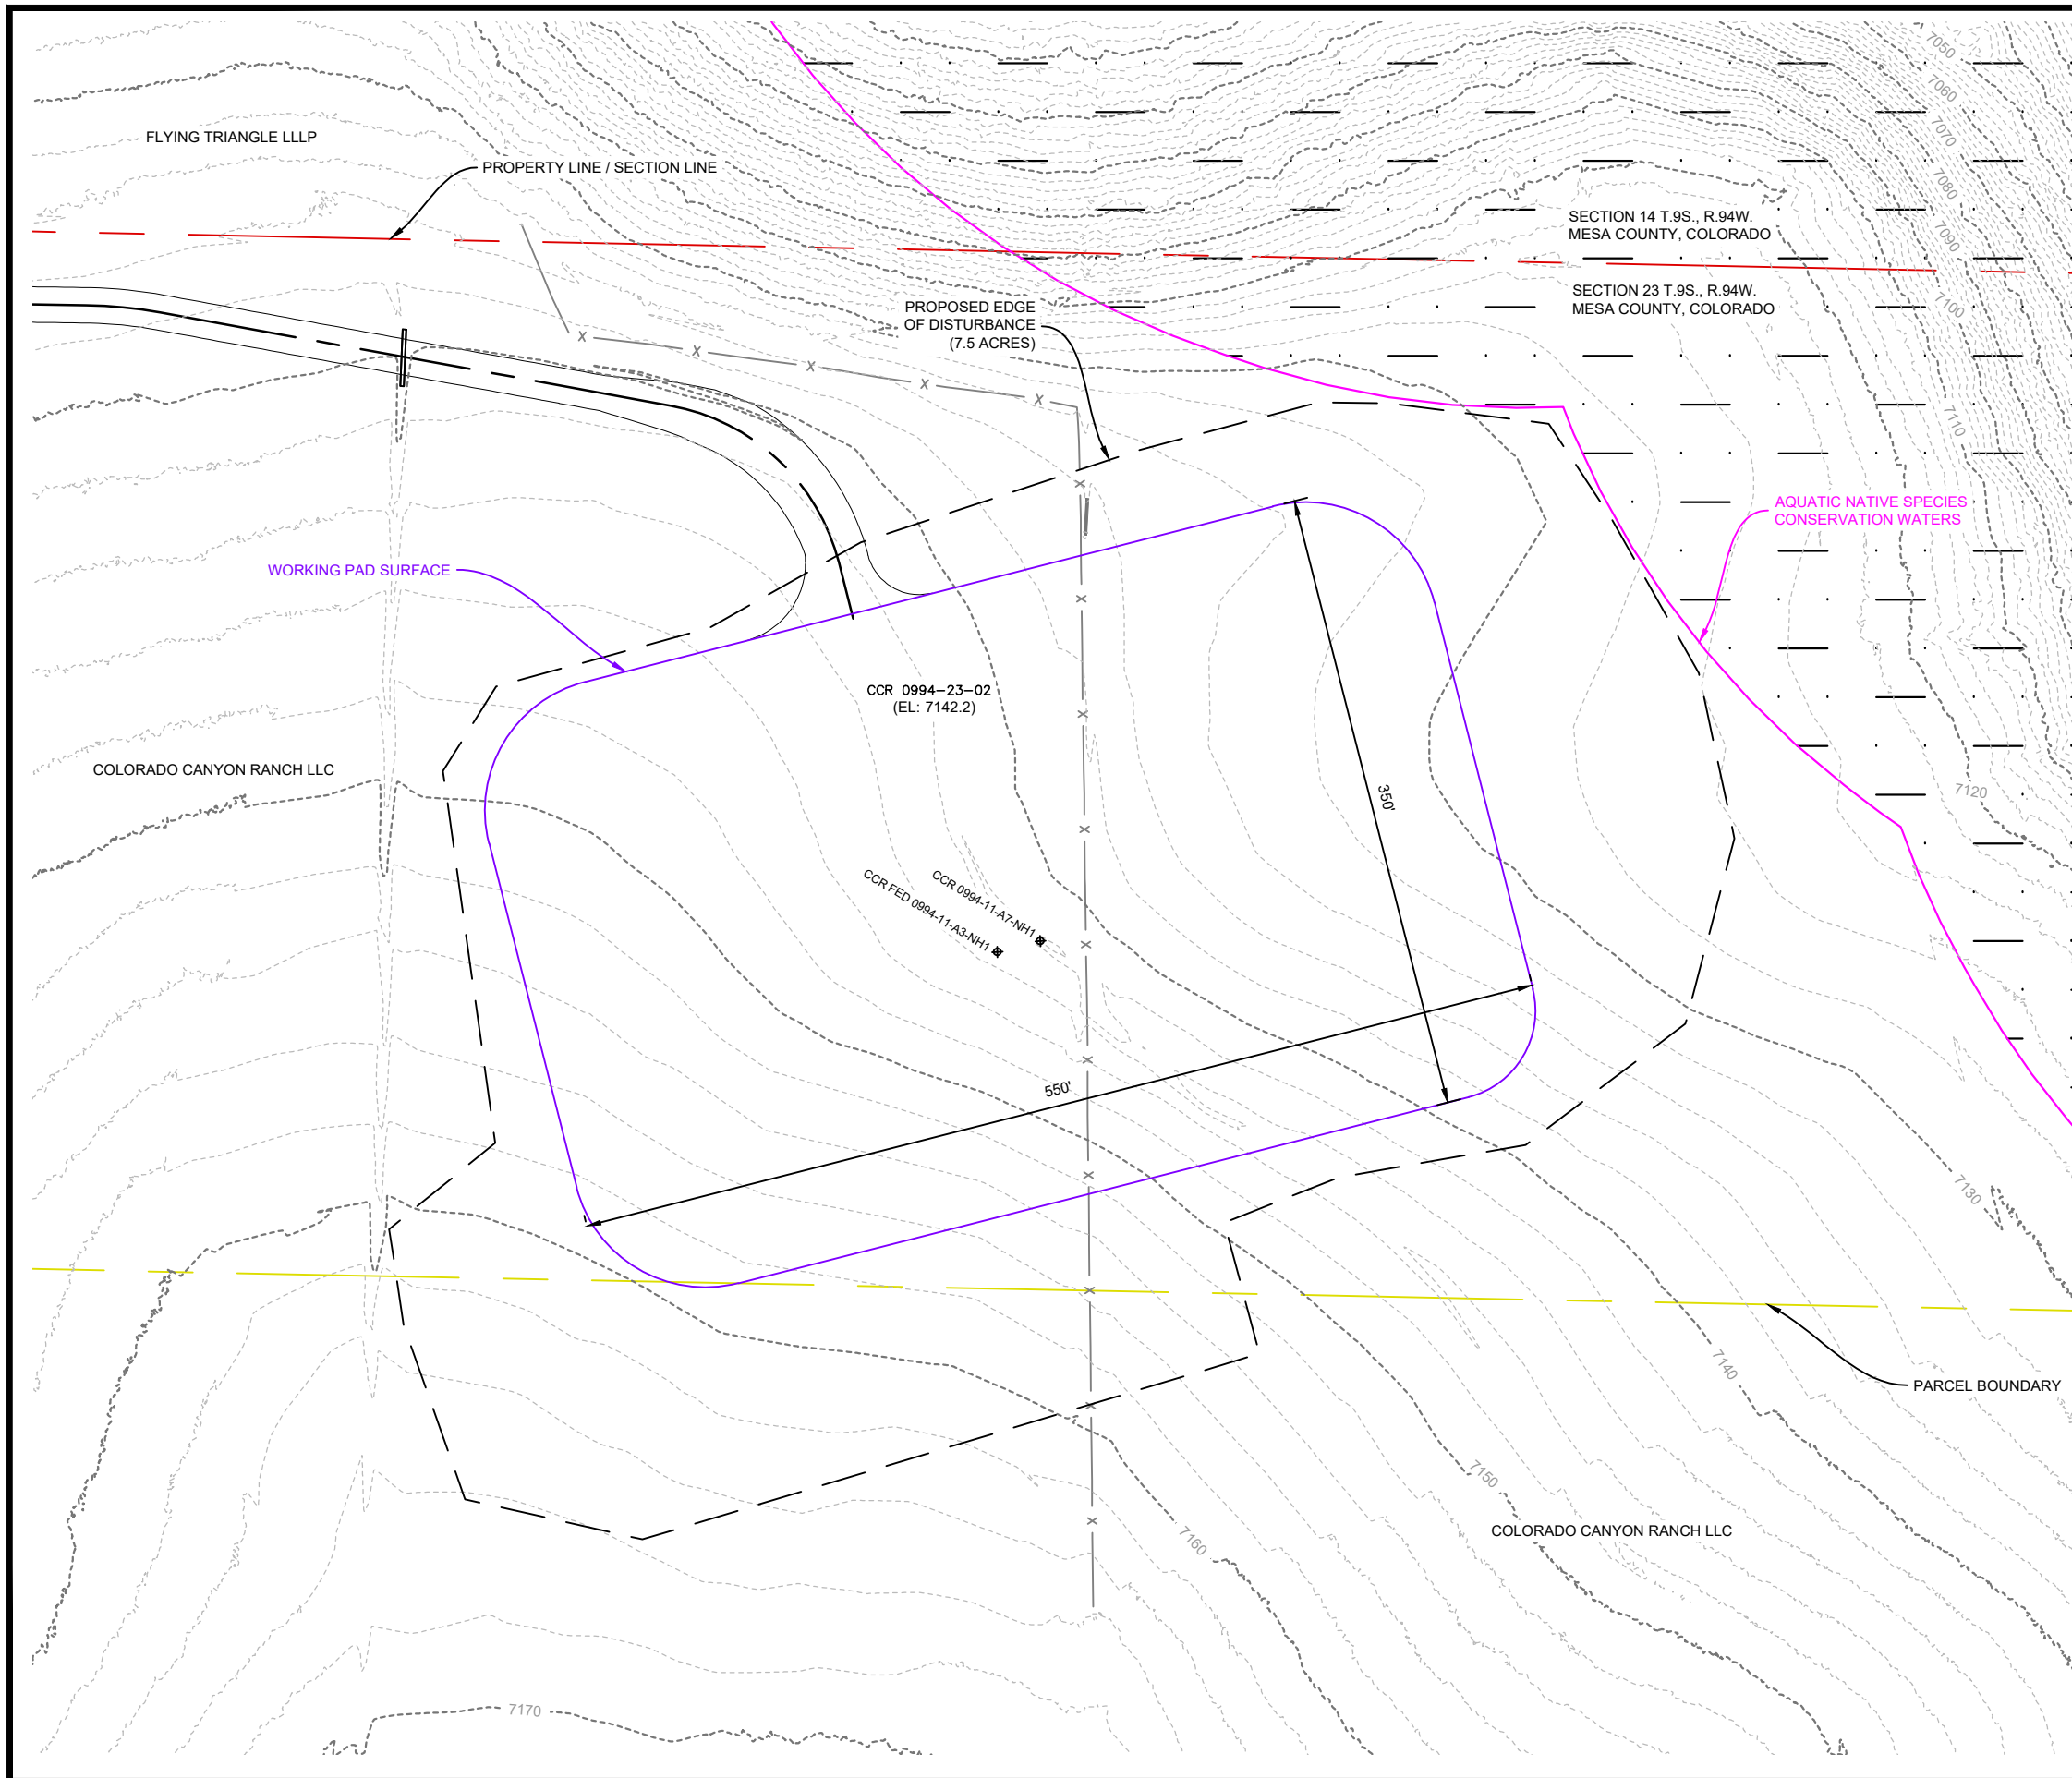 7050
7060
FLYING TRIANGLE LLLP
PROPERTY LINE / SECTION LINE
7070
7080
SECTION 14 T.9S., R.94W.
MESA COUNTY, COLORADO
7090
SECTION 23 T.9S., R.94W.
MESA COUNTY, COLORADO
7100
PROPOSED EDGE
OF DISTURBANCE
(7.5 ACRES)
X
X
X
X
X
7110
X
AQUATIC NATIVE SPECIES
CONSERVATION WATERS
WORKING PAD SURFACE
X
CCR 0994-23-02
(EL: 7142.2)
X
COLORADO CANYON RANCH LLC
350'
7120
X
CCR 0994-11-A7-NH1
CCR FED 0994-11-A3-NH1
X
X
550'
X
7130
X
7140
PARCEL BOUNDARY
X
7150
X
7160
COLORADO CANYON RANCH LLC
7170